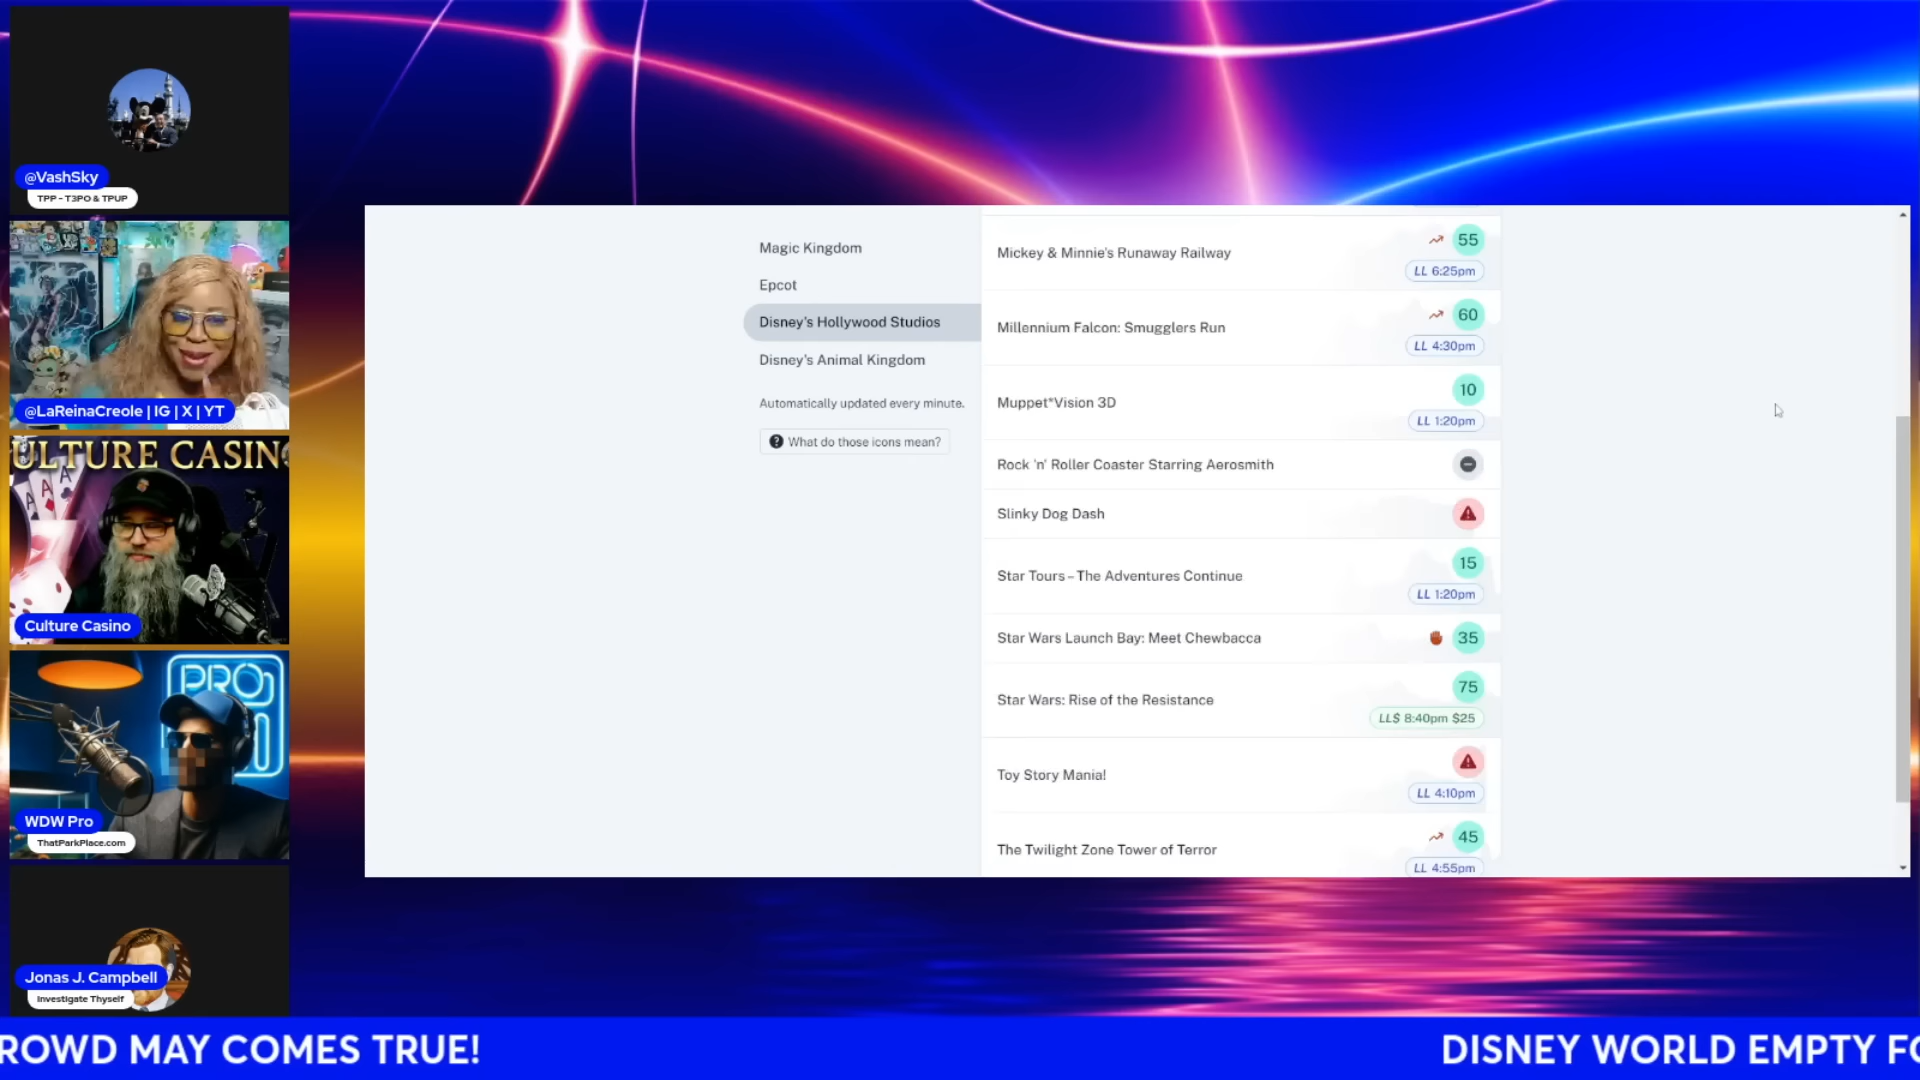 @VashSky
TPP - T3PO & TPUP
@LaReinaCreole | IG | X | YT
ULTURE CASIN
Culture Casino
PRO
WDW Pro
ThatParkPlace.com
Jonas J. Campbell
Investigate Thyself
Magic Kingdom
Epcot
Disney's Hollywood Studios
Disney's Animal Kingdom
Automatically updated every minute.
? What do those icons mean?
Mickey & Minnie's Runaway Railway
55
LL 6:25pm
Millennium Falcon: Smugglers Run
60
LL 4:30pm
Muppet*Vision 3D
10
LL 1:20pm
Rock 'n' Roller Coaster Starring Aerosmith
Slinky Dog Dash
Star Tours – The Adventures Continue
15
LL 1:20pm
Star Wars Launch Bay: Meet Chewbacca
35
Star Wars: Rise of the Resistance
75
LL$ 8:40pm $25
Toy Story Mania!
LL 4:10pm
The Twilight Zone Tower of Terror
45
LL 4:55pm
ROWD MAY COMES TRUE!
DISNEY WORLD EMPTY FO